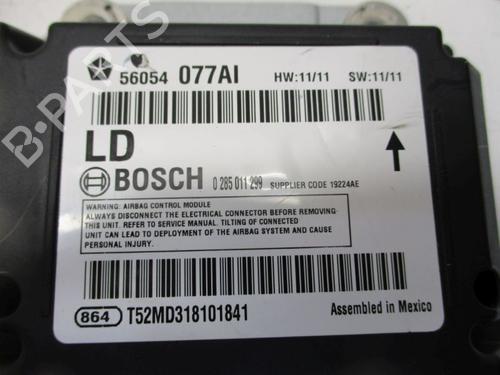 56054 077AI HW:11/11 SW:11/11
LD
BOSCH 0 285 011 299 SUPPLIER CODE 19224AE
WARNING: AIRBAG CONTROL MODULE
ALWAYS DISCONNECT THE ELECTRICAL CONNECTOR BEFORE REMOVING
THIS UNIT. REFER TO SERVICE MANUAL. TILTING OF CONNECTED
UNIT CAN LEAD TO DEPLOYMENT OF THE AIRBAG SYSTEM AND CAUSE
PERSONAL INJURY.
864 T52MD318101841 Assembled in Mexico
B-PARTS